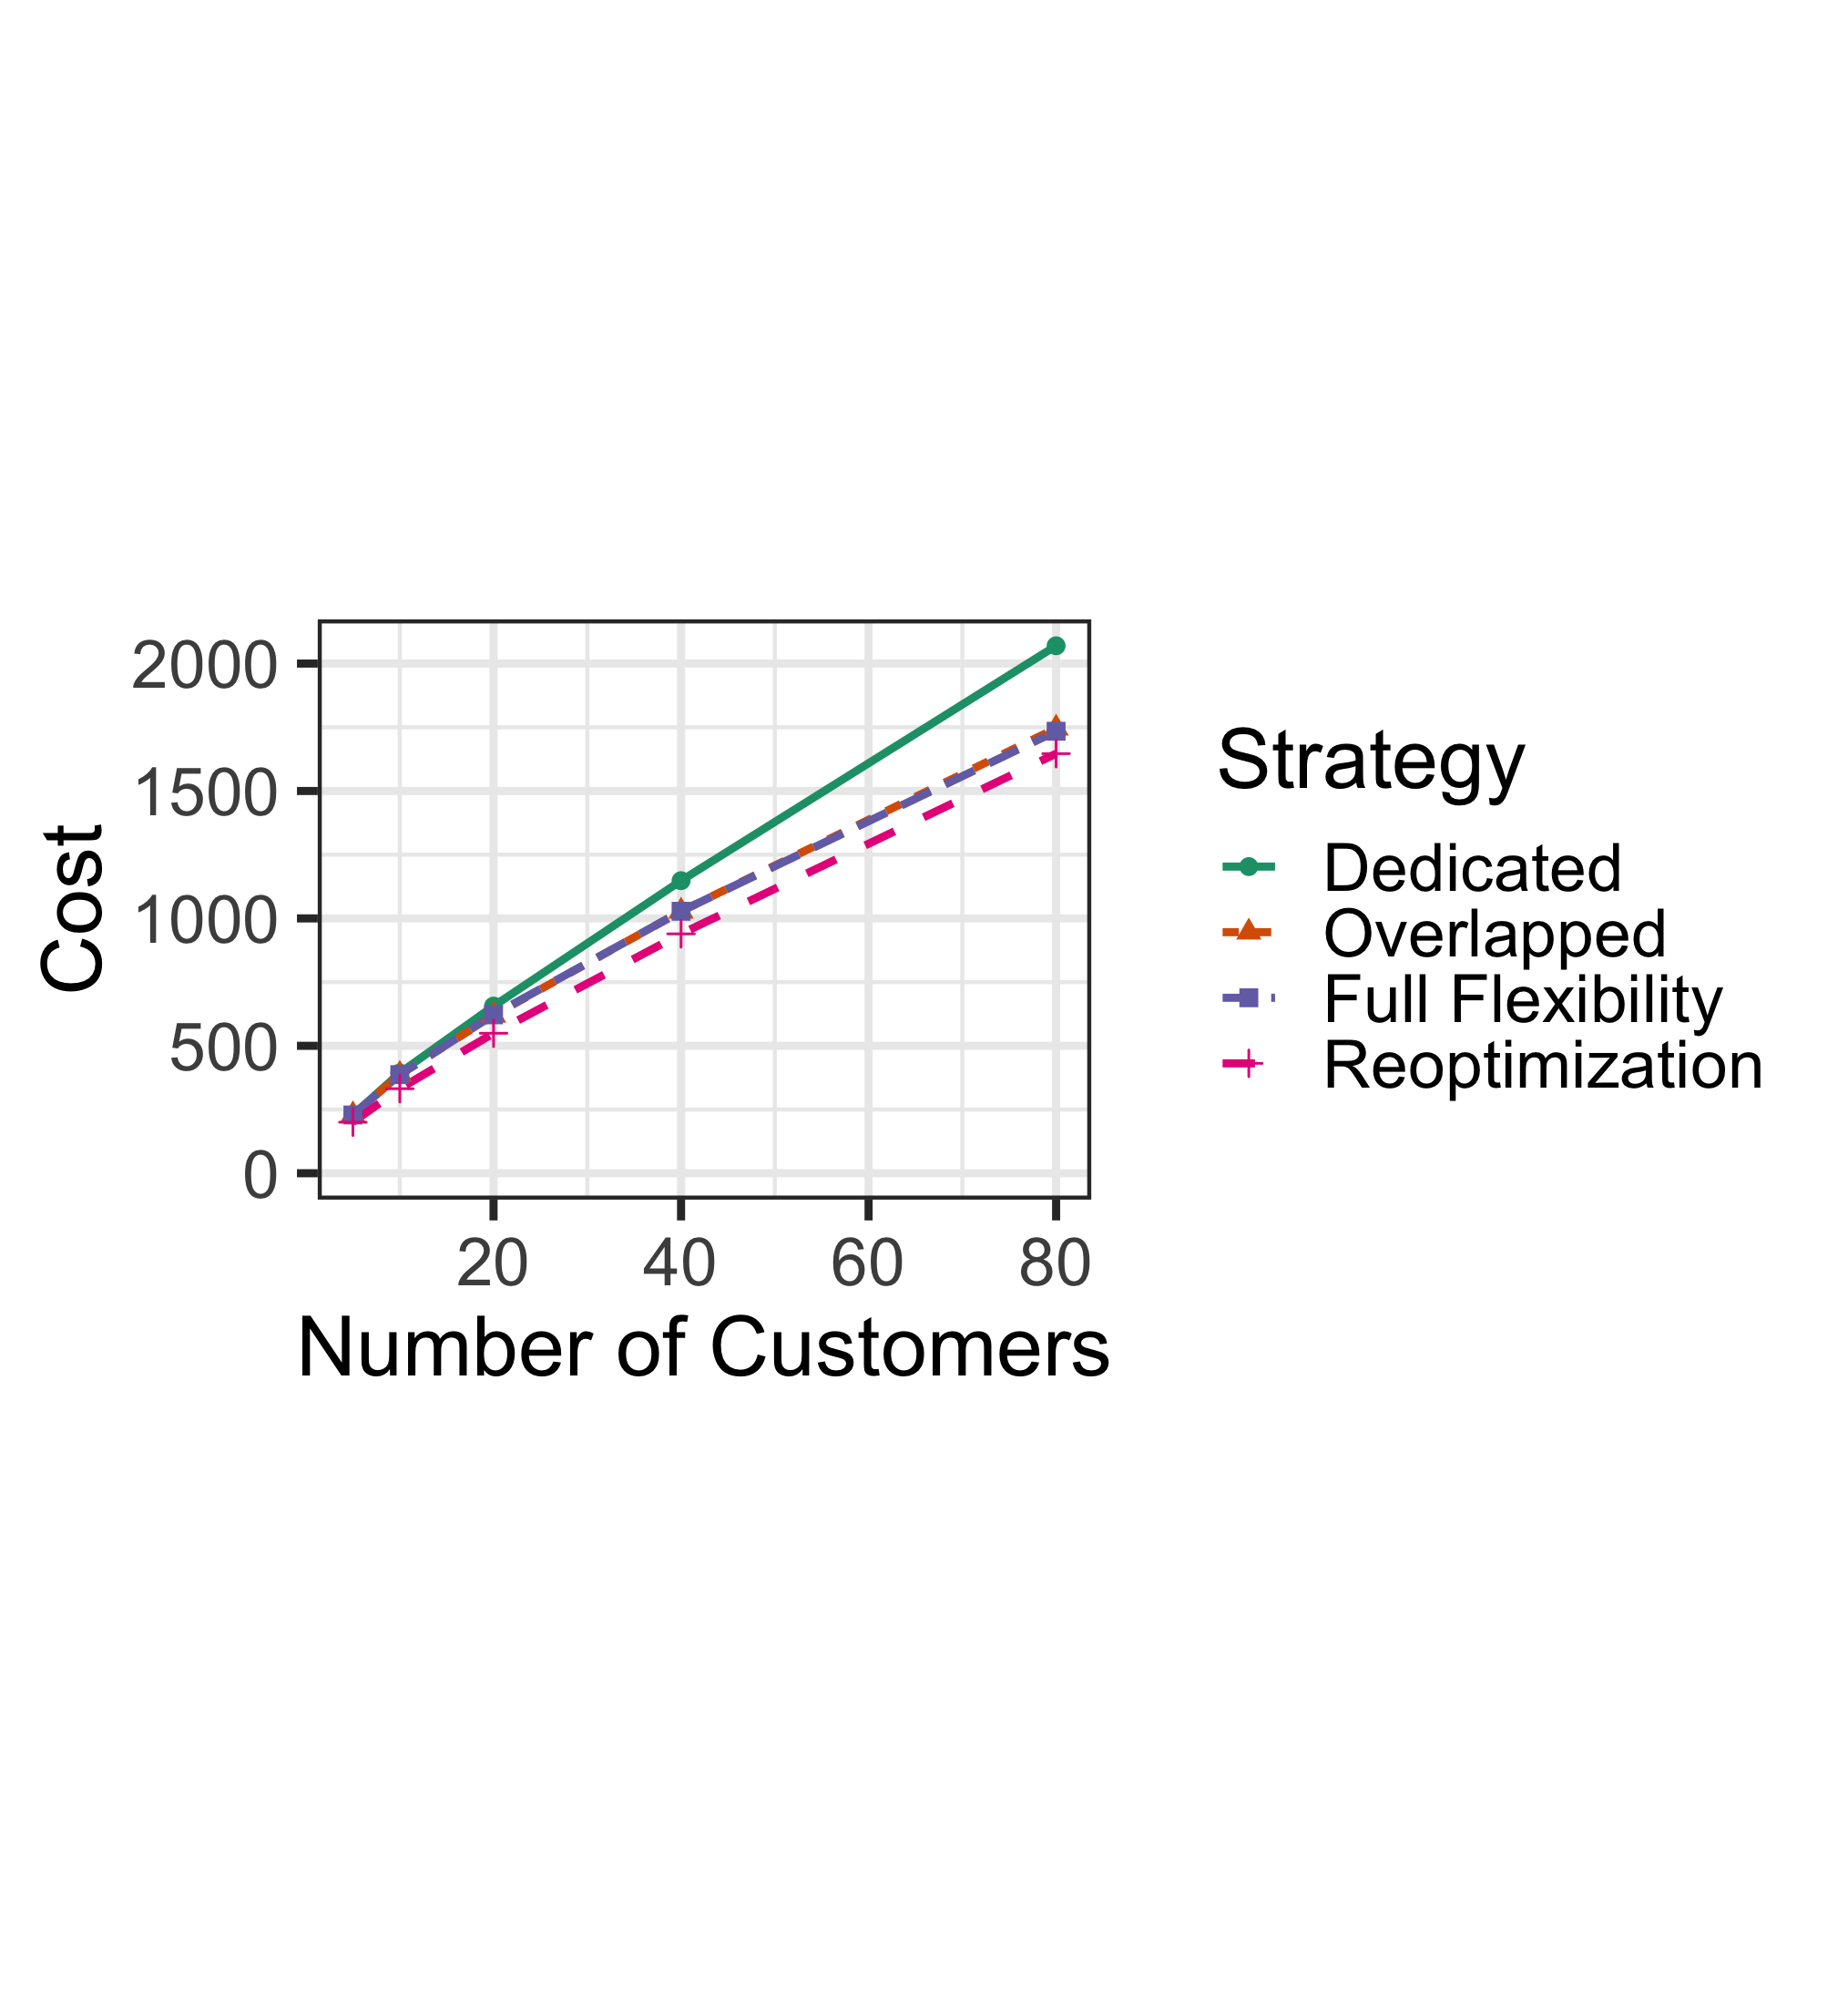 2000
1500
1000
500
0
Cost
20 40 60 80
Number of Customers
Strategy
Dedicated
Overlapped
Full Flexibility
Reoptimization